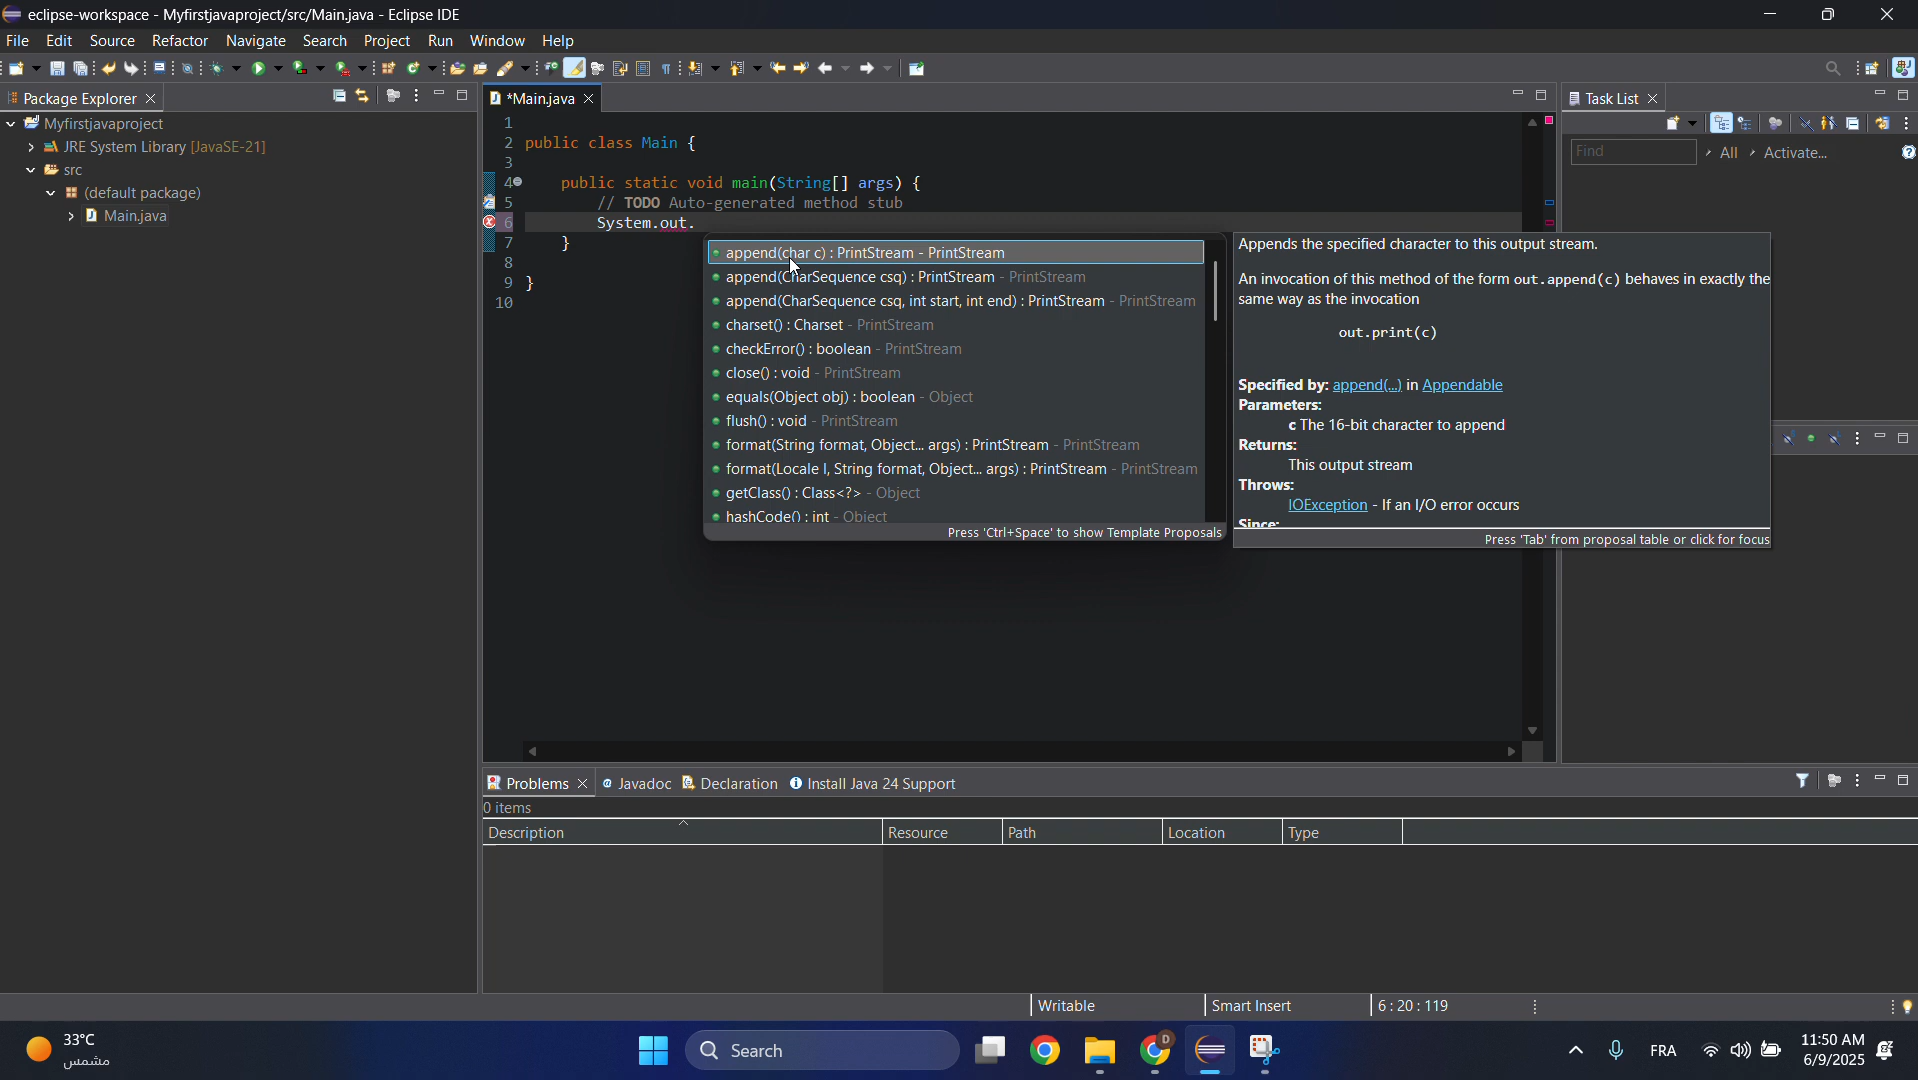 eclipse-workspace - Myfirstjavaproject/src/Main.java - Eclipse IDE
File Edit Source Refactor Navigate Search Project Run Window Help
Package Explorer
Myfirstjavaproject
JRE System Library [JavaSE-21]
src
(default package)
Main.java
*Main.java
1
2 public class Main {
3
4 public static void main(String[] args) {
5 // TODO Auto-generated method stub
6 System.out.
7 }
8
9 }
10
append(char c) : PrintStream - PrintStream
append(CharSequence csq) : PrintStream - PrintStream
append(CharSequence csq, int start, int end) : PrintStream - PrintStream
charset() : Charset - PrintStream
checkError() : boolean - PrintStream
close() : void - PrintStream
equals(Object obj) : boolean - Object
flush() : void - PrintStream
format(String format, Object... args) : PrintStream - PrintStream
format(Locale l, String format, Object... args) : PrintStream - PrintStream
getClass() : Class<?> - Object
hashCode() : int - Object
Press 'Ctrl+Space' to show Template Proposals
Appends the specified character to this output stream.
An invocation of this method of the form out.append(c) behaves in exactly the
same way as the invocation
out.print(c)
Specified by: append(...) in Appendable
Parameters:
c The 16-bit character to append
Returns:
This output stream
Throws:
IOException - If an I/O error occurs
Since:
Press 'Tab' from proposal table or click for focus
Task List
Find All Activate...
Problems Javadoc Declaration Install Java 24 Support
0 items
Description Resource Path Location Type
Writable Smart Insert 6 : 20 : 119
33°C
مشمس
Search
D
FRA
11:50 AM
6/9/2025